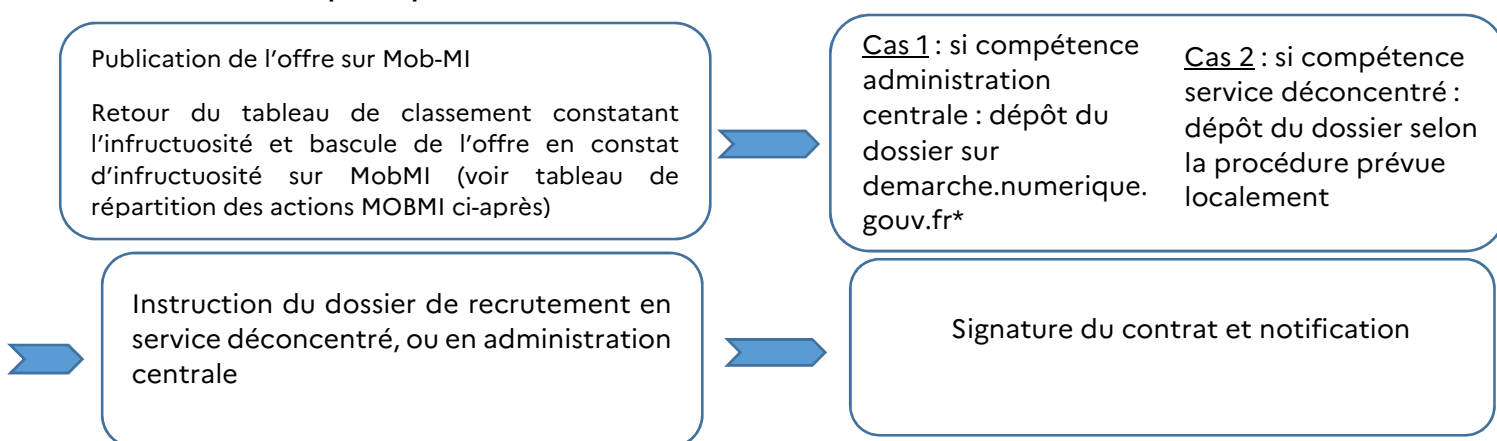 Publication de l'offre sur Mob-MI
Retour du tableau de classement constatant
l'infructuosité et bascule de l'offre en constat
d'infructuosité sur MobMI (voir tableau de
répartition des actions MOBMI ci-après)
Cas 1 : si compétence
administration
centrale : dépôt du
dossier sur
demarche.numerique.
gouv.fr*
Cas 2 : si compétence
service déconcentré :
dépôt du dossier selon
la procédure prévue
localement
Instruction du dossier de recrutement en
service déconcentré, ou en administration
centrale
Signature du contrat et notification